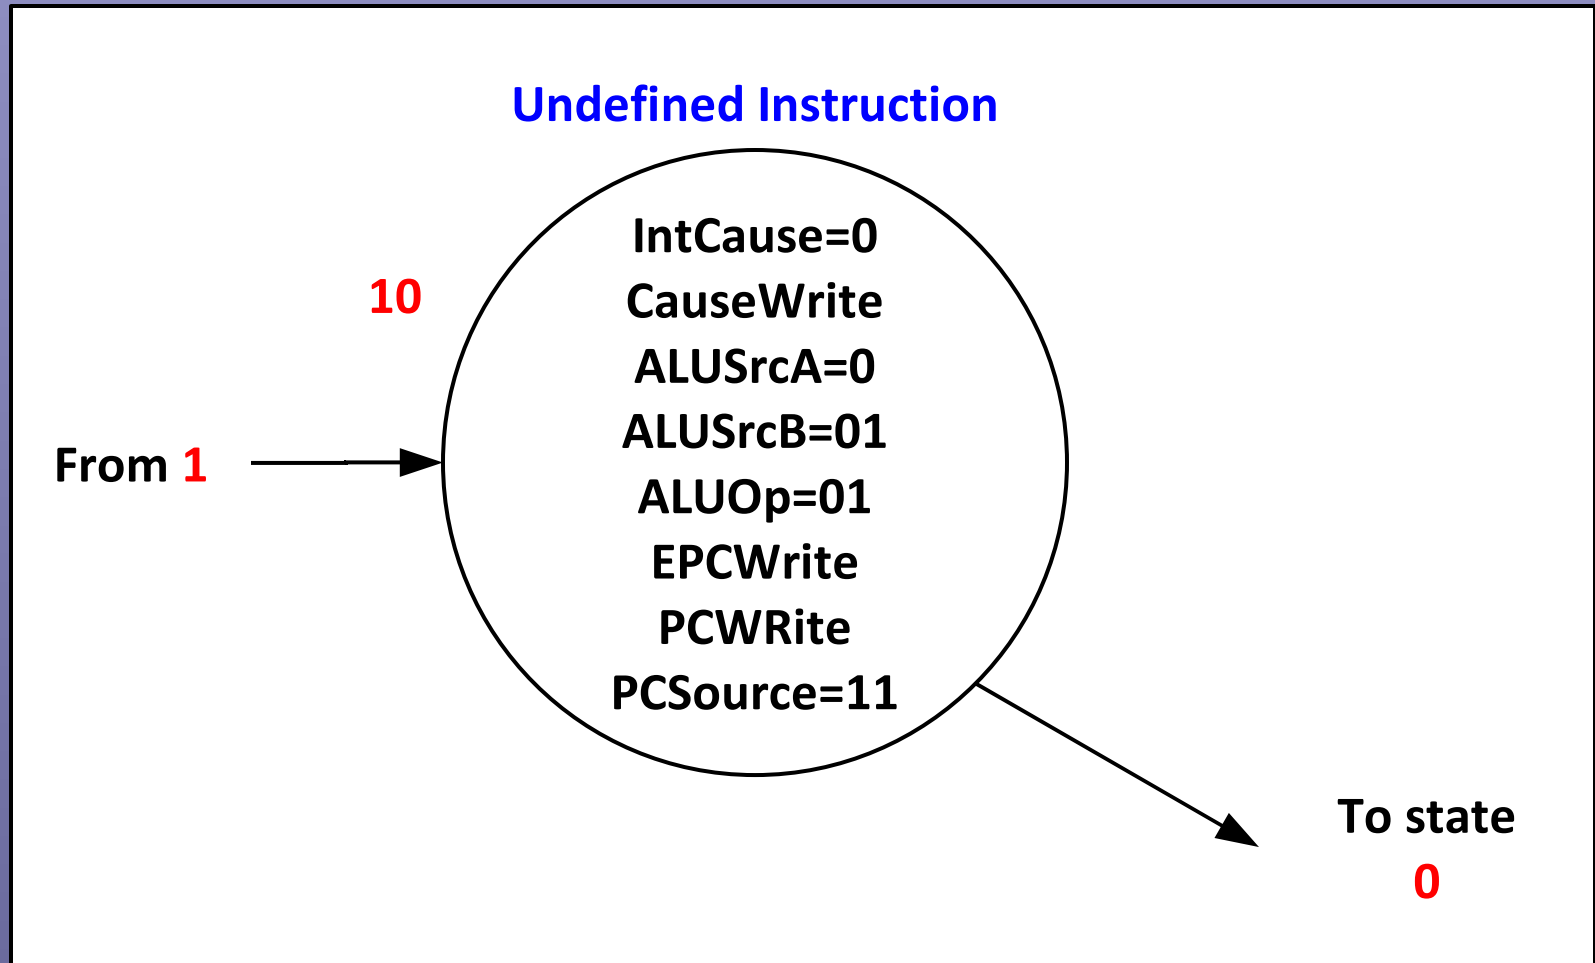 Undefined Instruction
10
IntCause=0
CauseWrite
ALUSrcA=0
ALUSrcB=01
ALUOp=01
EPCWrite
PCWRite
PCSource=11
From 1
To state
0